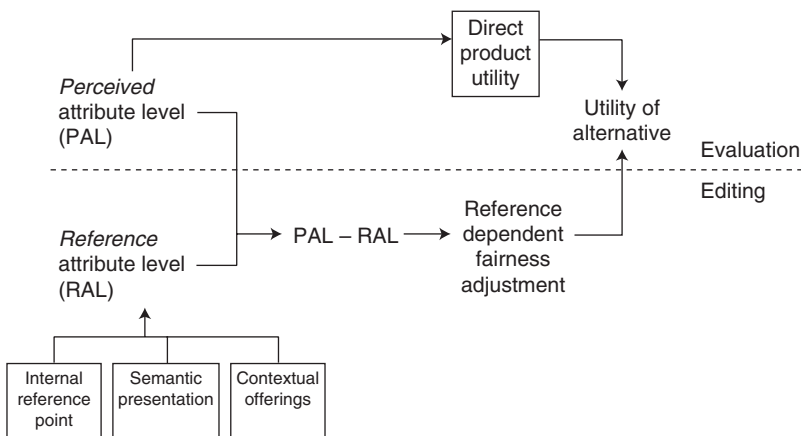 Direct
product
utility
Perceived
attribute level
(PAL)
Utility of
alternative
Evaluation
Editing
Reference
attribute level
(RAL)
PAL – RAL
Reference
dependent
fairness
adjustment
Internal
reference
point
Semantic
presentation
Contextual
offerings